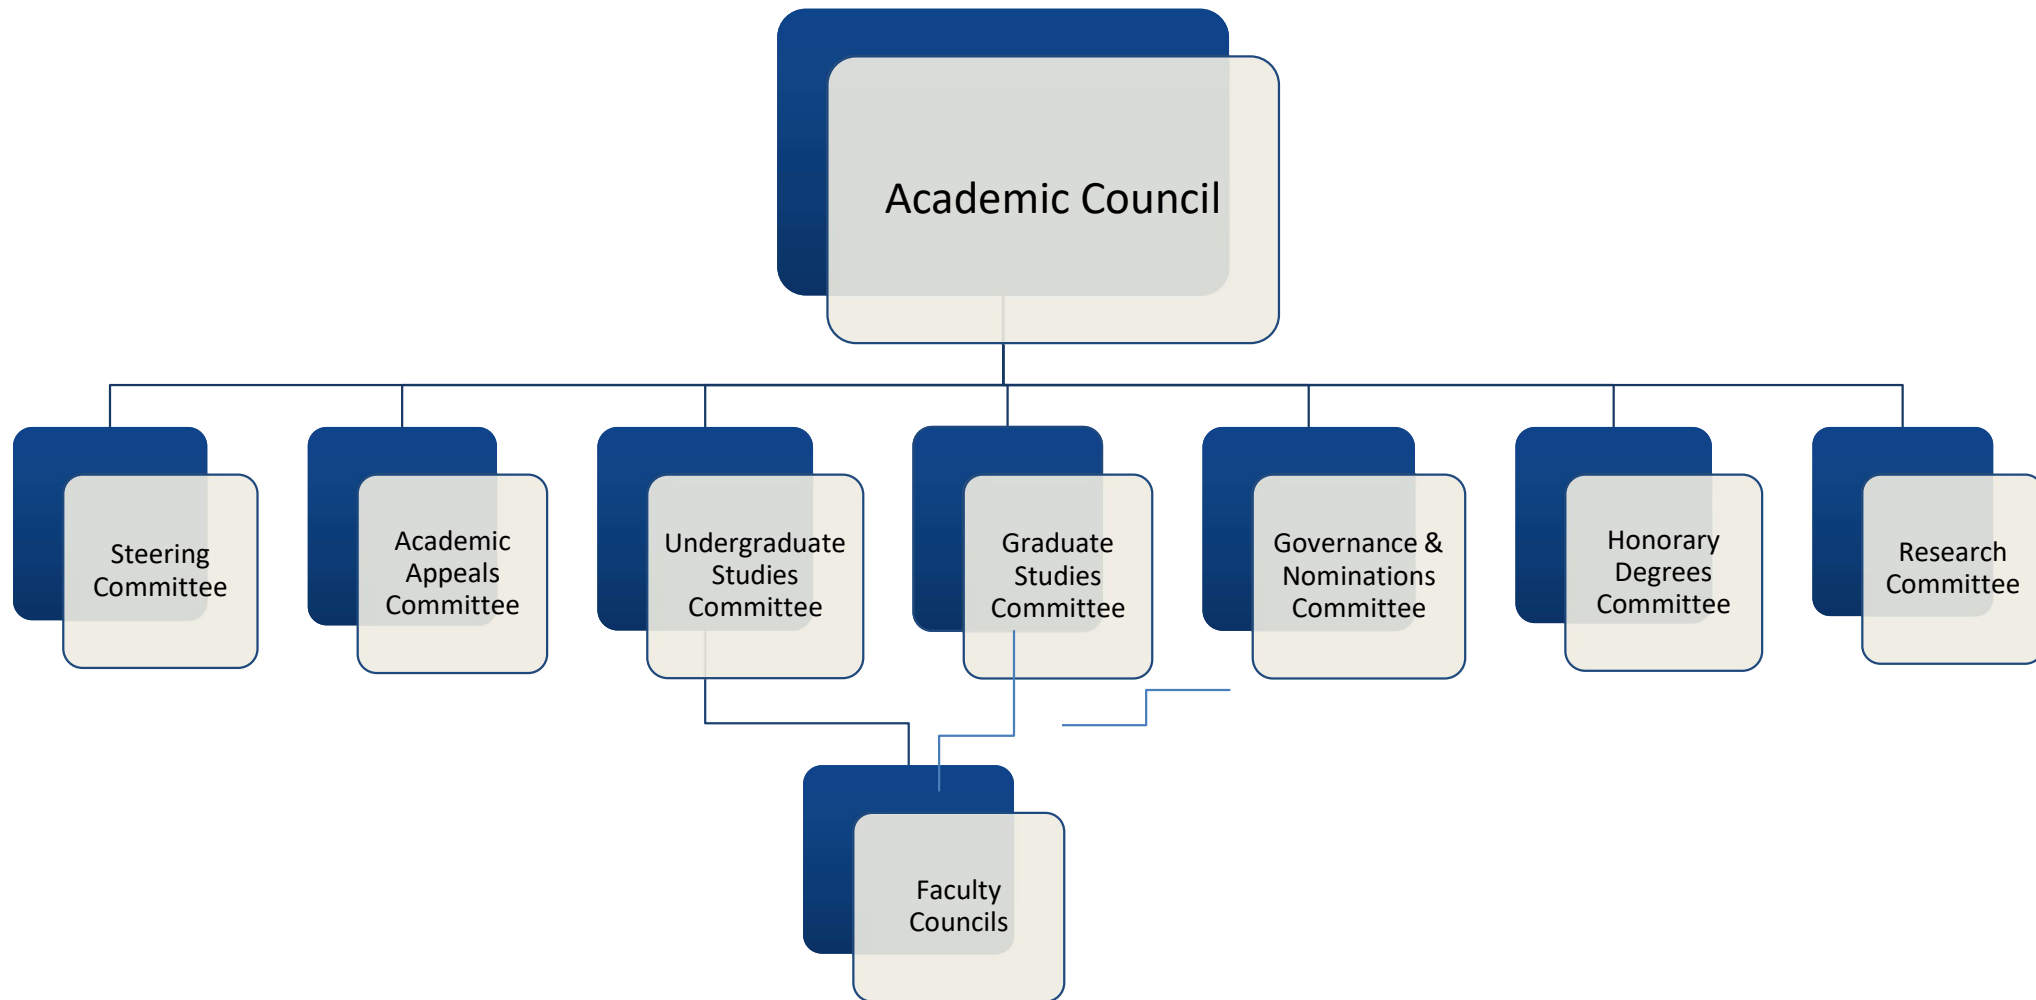 Academic Council
Steering
Committee
Academic
Appeals
Committee
Undergraduate
Studies
Committee
Graduate
Studies
Committee
Governance &
Nominations
Committee
Honorary
Degrees
Committee
Research
Committee
Faculty
Councils